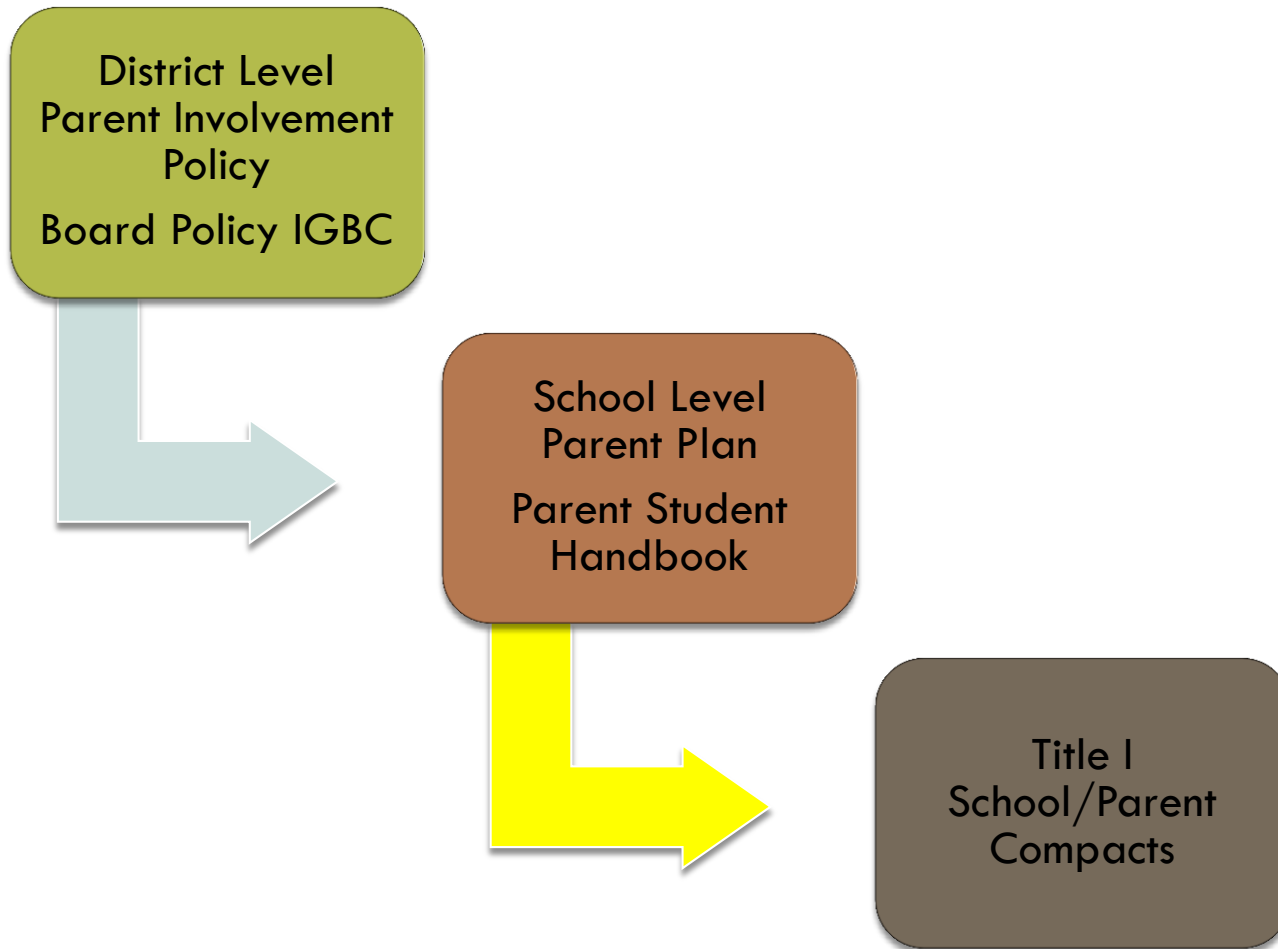 District Level
Parent Involvement
Policy
Board Policy IGBC
School Level
Parent Plan
Parent Student
Handbook
Title I
School/Parent
Compacts